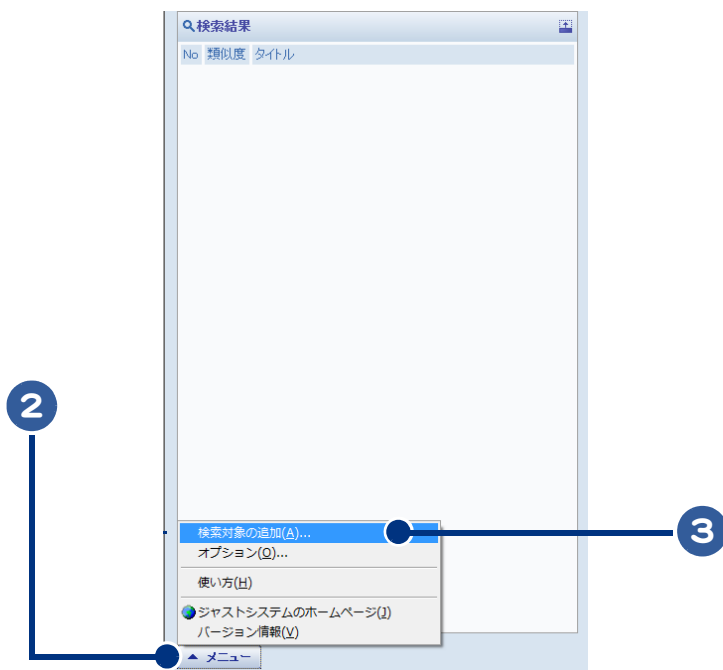 検索結果
No 類似度 タイトル
2
検索対象の追加(A)...
3
オプション(O)...
使い方(H)
ジャストシステムのホームページ(J)
バージョン情報(V)
▲ メニュー